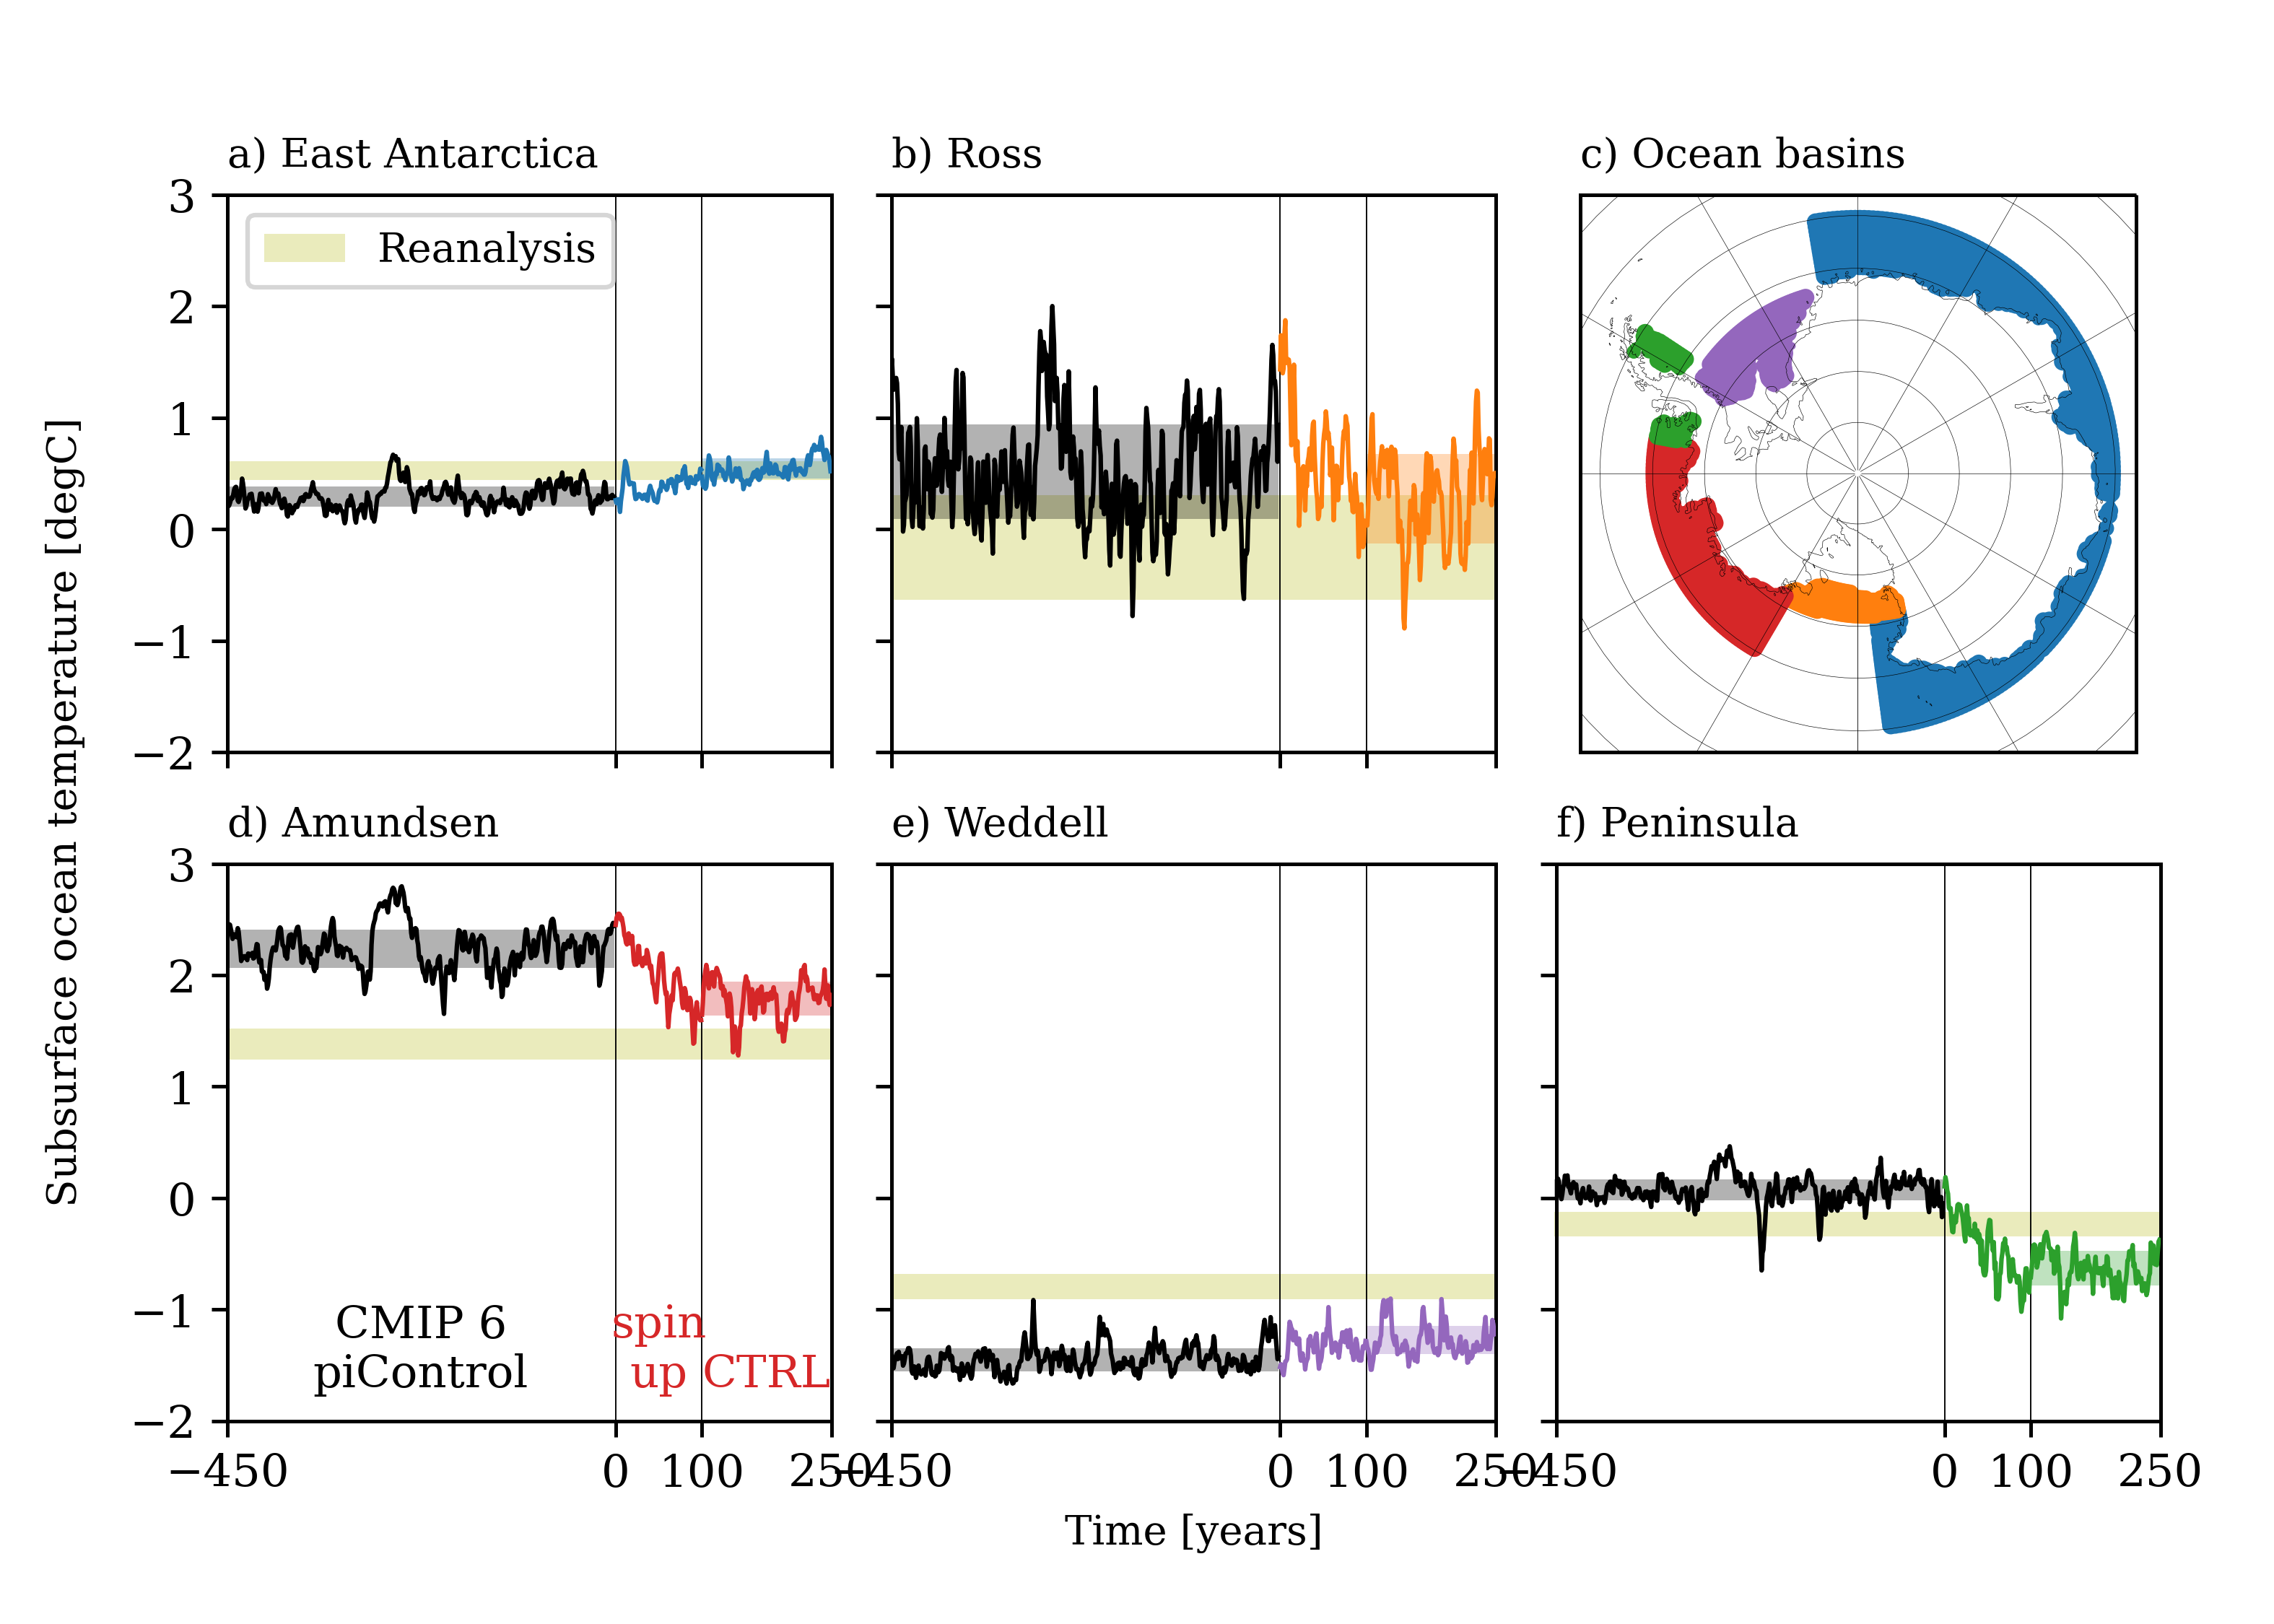 a) East Antarctica
b) Ross
c) Ocean basins
3
2
1
0
−1
−2
Reanalysis
Subsurface ocean temperature [degC]
d) Amundsen
e) Weddell
f) Peninsula
3
2
1
0
−1
−2
CMIP 6
piControl
spin
up CTRL
−450 0 100 250
−450 0 100 250
−450 0 100 250
Time [years]